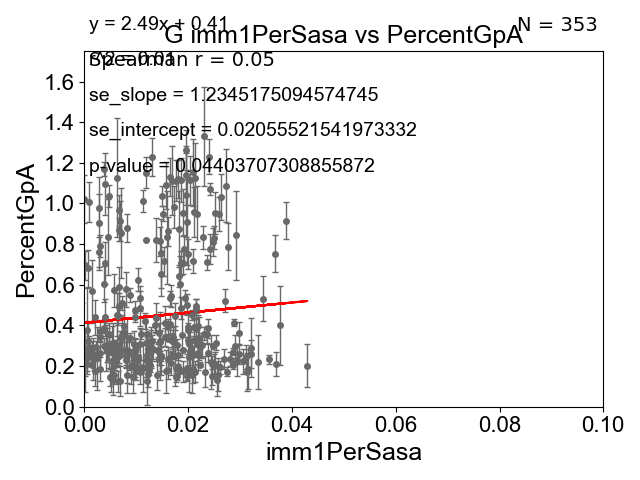 y = 2.49x + 0.41
N = 353
G imm1PerSasa vs PercentGpA
Spearman r = 0.05
R^2 = 0.01
se_slope = 1.2345175094574745
se_intercept = 0.02055521541973332
p-value = 0.04403707308855872
PercentGpA
1.6
1.4
1.2
1.0
0.8
0.6
0.4
0.2
0.0
0.00 0.02 0.04 0.06 0.08 0.10
imm1PerSasa